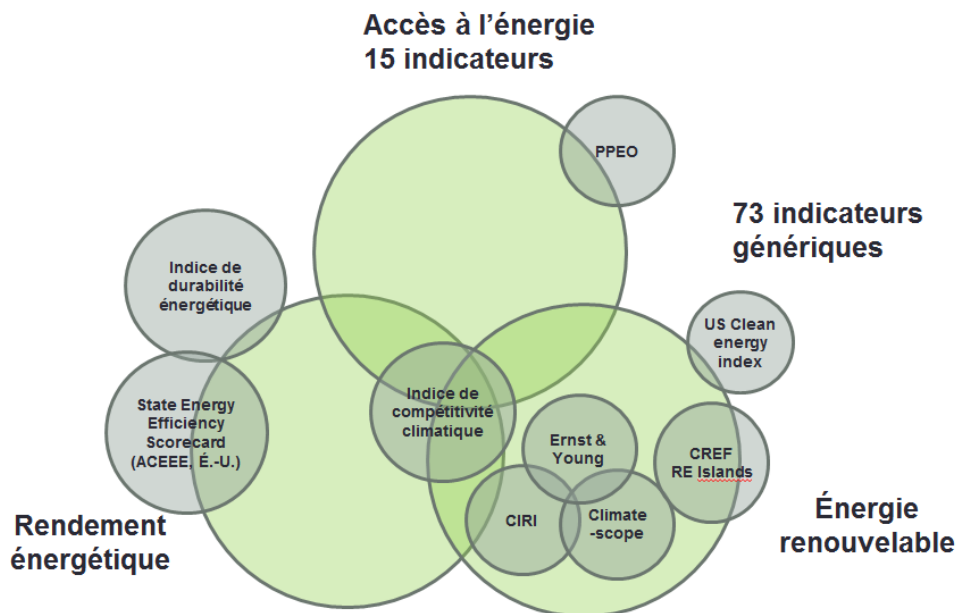 Accès à l'énergie
15 indicateurs
PPEO
73 indicateurs
génériques
Indice de
durabilité
énergétique
US Clean
energy
index
State Energy
Efficiency
Scorecard
(ACEEE, É.-U.)
Indice de
compétitivité
climatique
Ernst &
Young
CREF
RE Islands
CIRI
Climate
-scope
Rendement
énergétique
Énergie
renouvelable